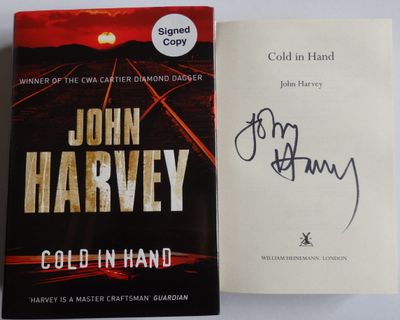 Signed
Copy
WINNER OF THE CWA CARTIER DIAMOND DAGGER
JOHN
HARVEY
COLD IN HAND
'HARVEY IS A MASTER CRAFTSMAN' GUARDIAN
Cold in Hand
John Harvey
John Harvey
WILLIAM HEINEMANN: LONDON